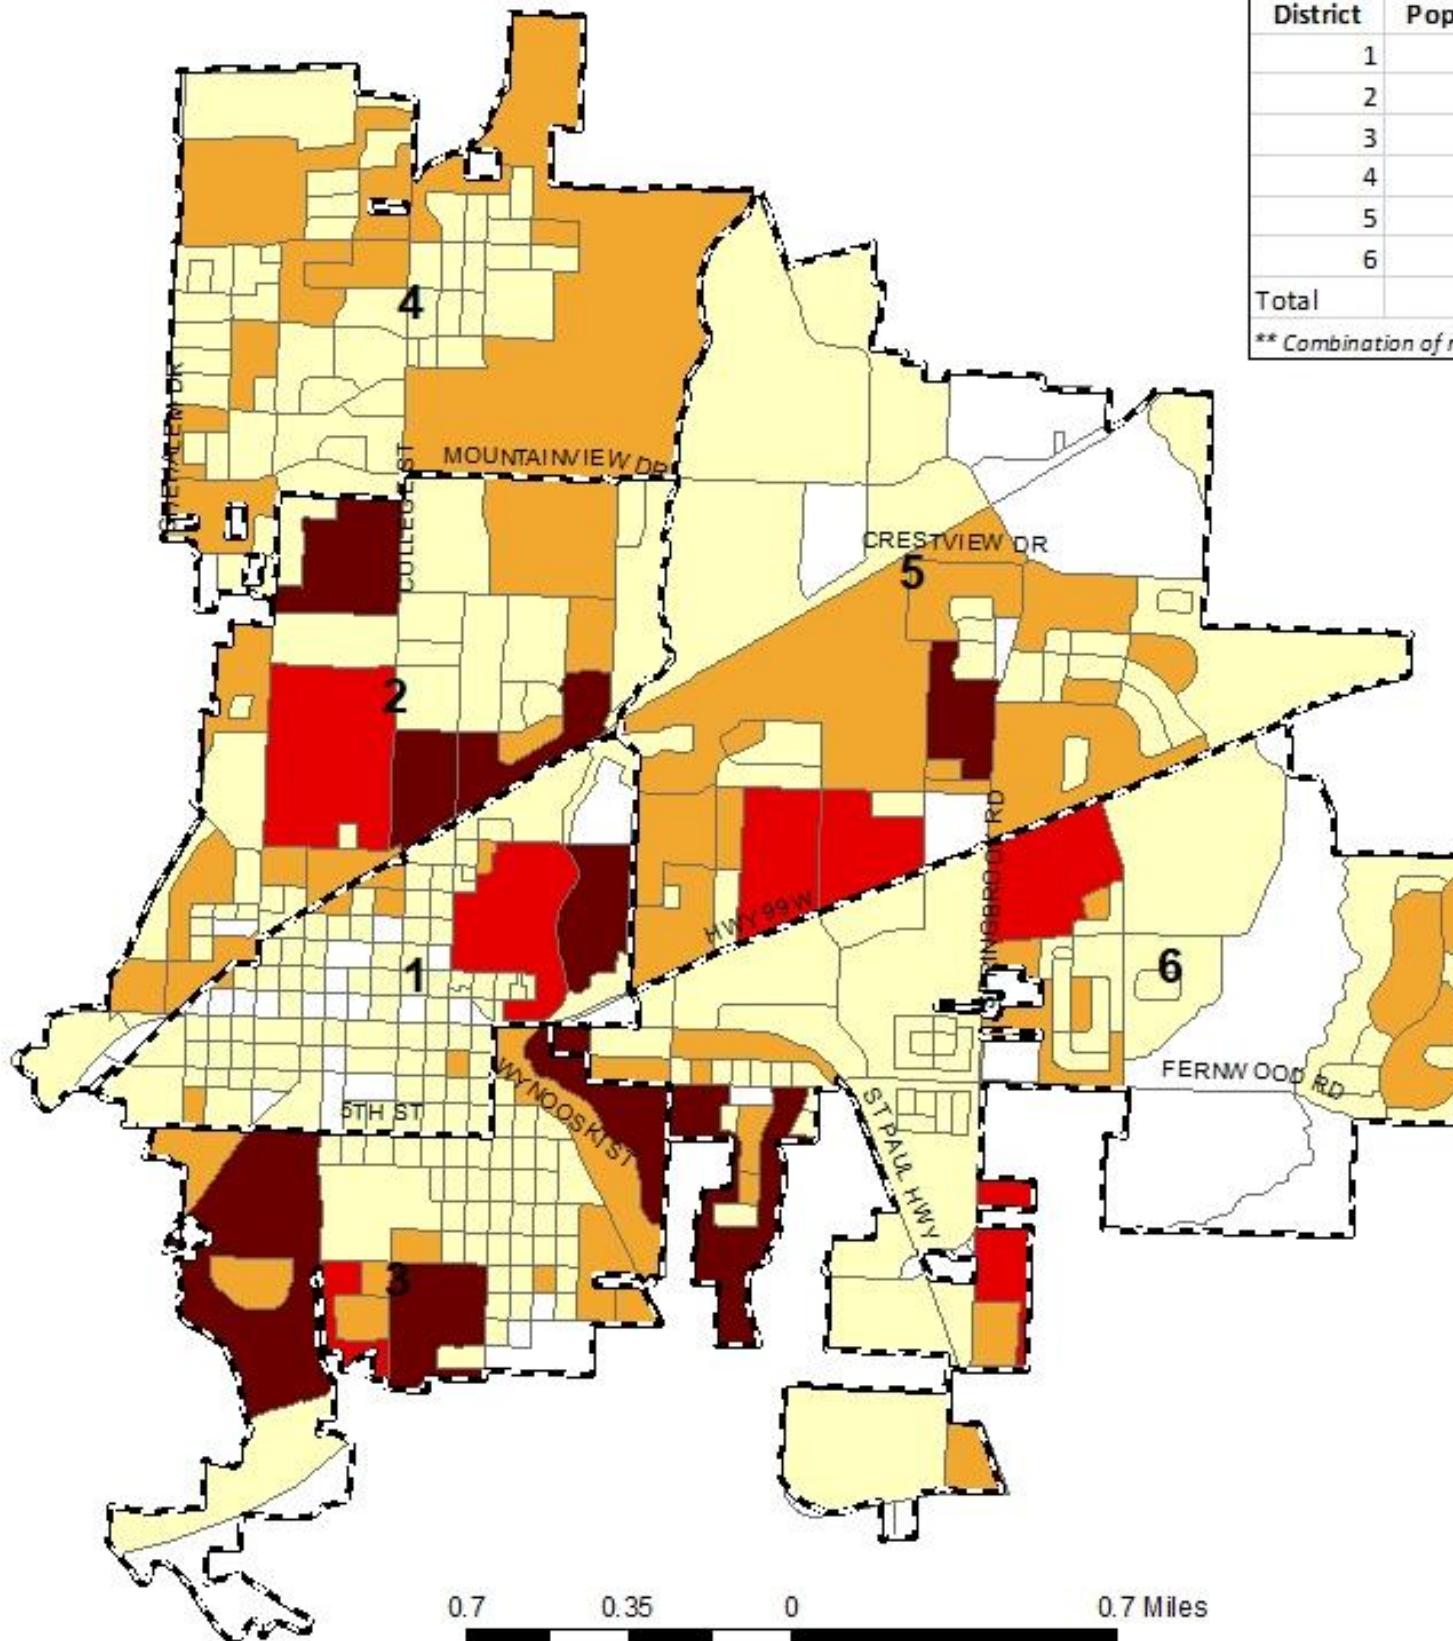 District Pop
1
2
3
4
5
6
Total
** Combination of
4
MOUNTAINVIEW DR
COLLEGE ST
CRESTVIEW DR
5
2
HWY 99W
1
6
FERNWOOD RD
5TH ST
WYNOOSKI ST
ST PAUL HWY
3
0.7 0.35 0 0.7 Miles